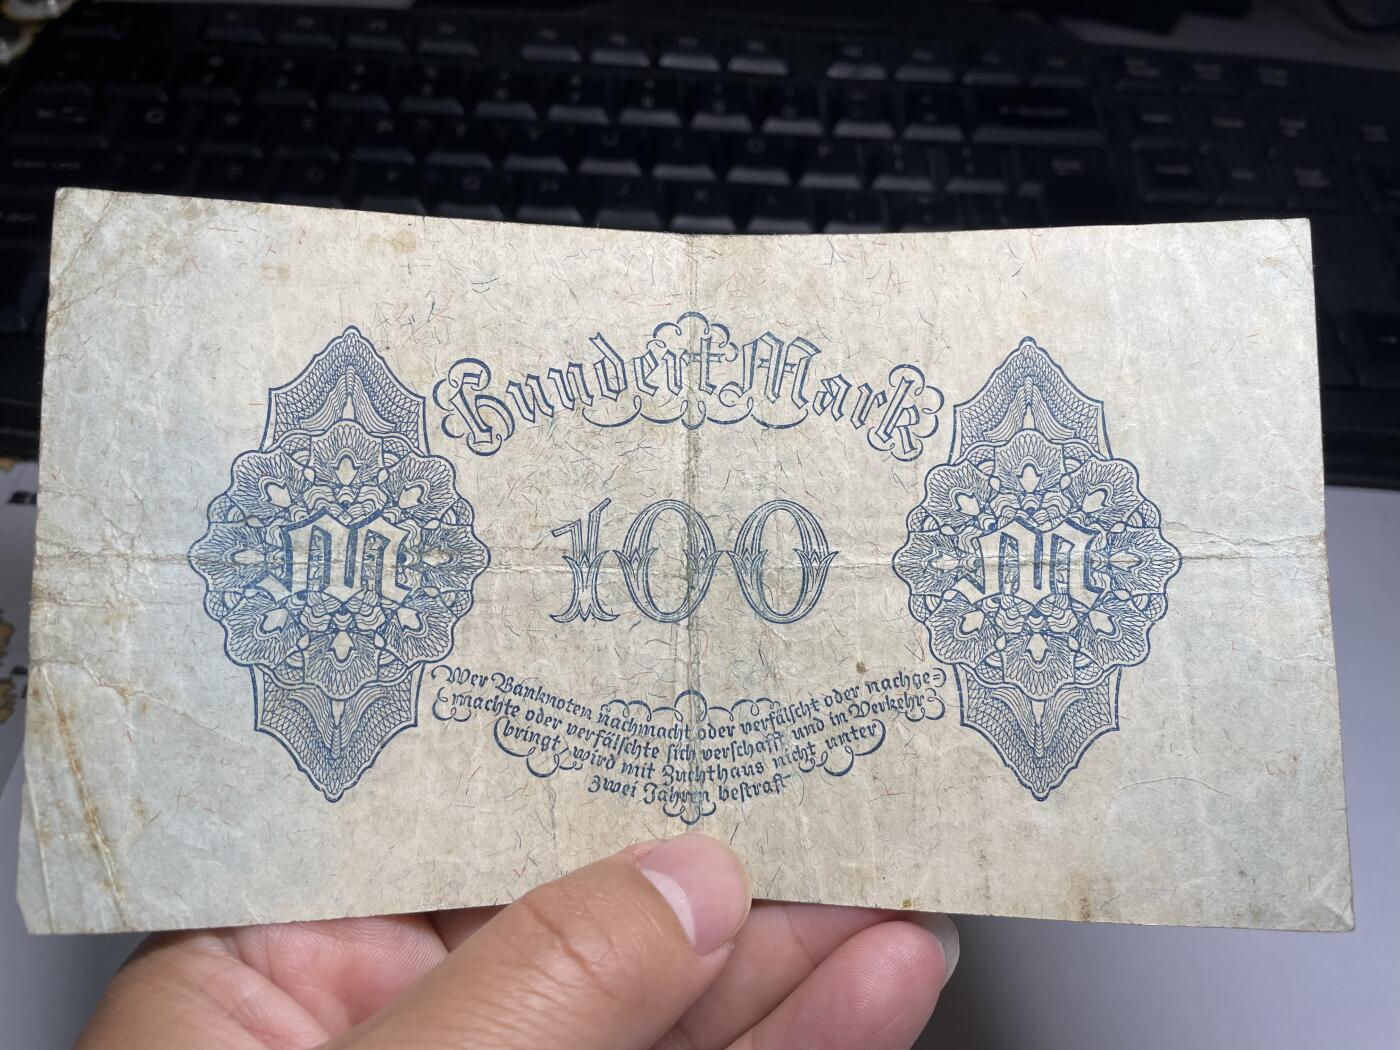 Hundert Mark
M
100
M
Wer Banknoten nachmacht oder verfälscht oder nachge=
machte oder verfälschte sich verschafft und in Verkehr
bringt, wird mit Zuchthaus nicht unter
zwei Jahren bestraft